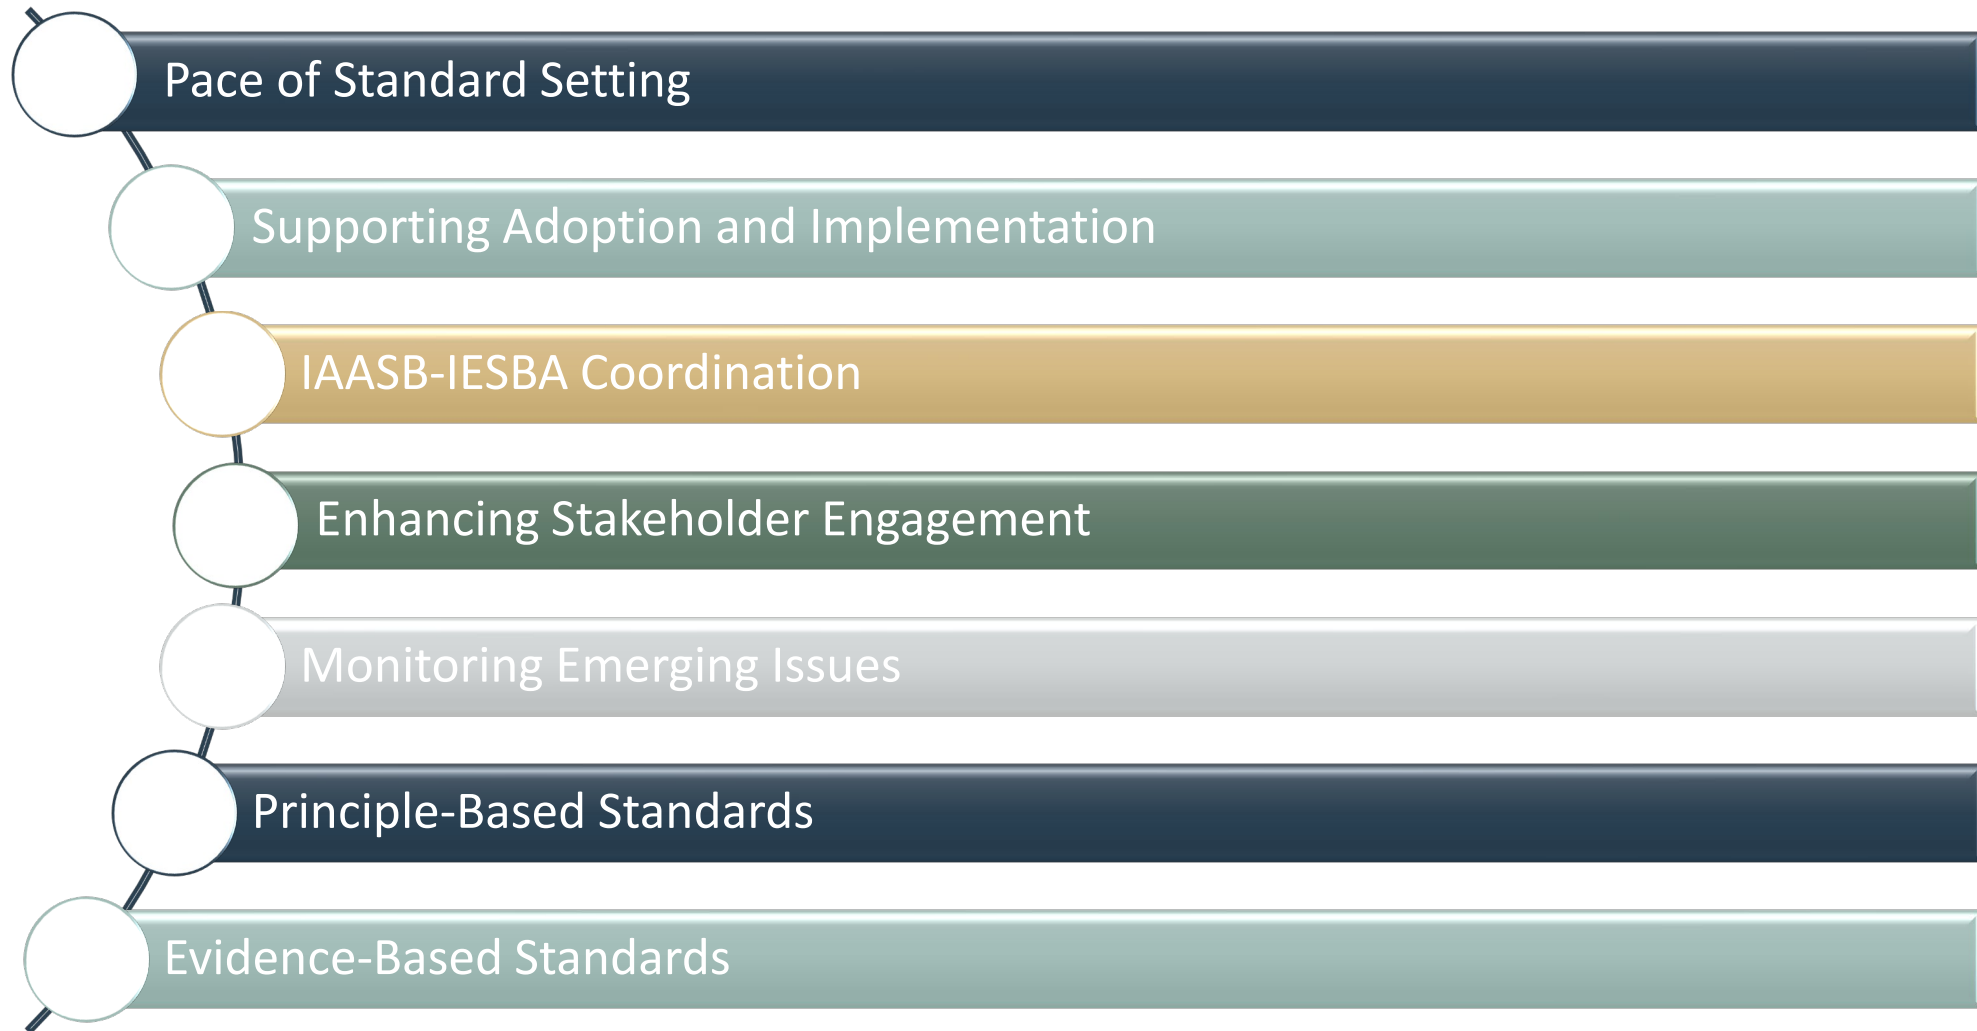 Pace of Standard Setting
Supporting Adoption and Implementation
IAASB-IESBA Coordination
Enhancing Stakeholder Engagement
Monitoring Emerging Issues
Principle-Based Standards
Evidence-Based Standards